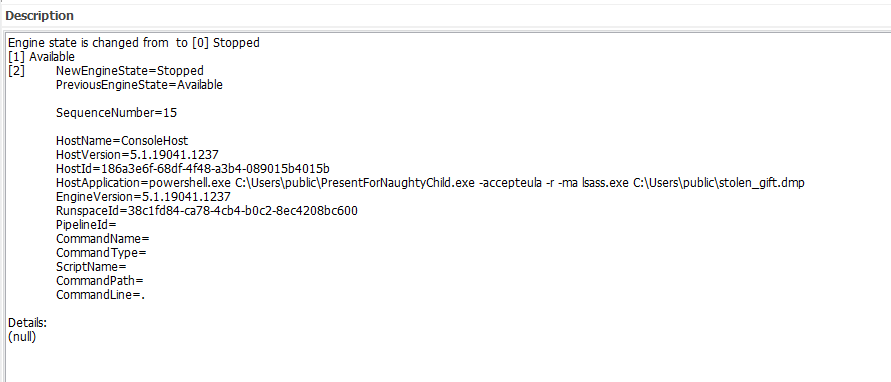 Description
Engine state is changed from  to [0] Stopped
[1] Available
[2]	NewEngineState=Stopped
	PreviousEngineState=Available
	SequenceNumber=15
	HostName=ConsoleHost
	HostVersion=5.1.19041.1237
	HostId=186a3e6f-68df-4f48-a3b4-089015b4015b
	HostApplication=powershell.exe C:\Users\public\PresentForNaughtyChild.exe -accepteula -r -ma lsass.exe C:\Users\public\stolen_gift.dmp
	EngineVersion=5.1.19041.1237
	RunspaceId=38c1fd84-ca78-4cb4-b0c2-8ec4208bc600
	PipelineId=
	CommandName=
	CommandType=
	ScriptName=
	CommandPath=
	CommandLine=.
Details:
(null)